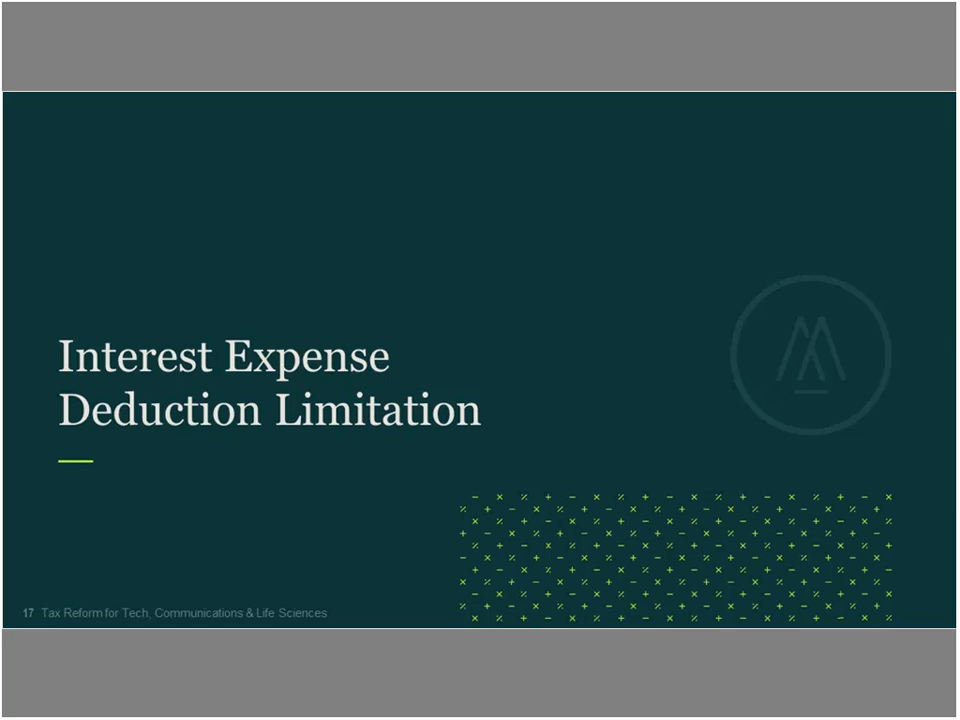 Interest Expense
Deduction Limitation
17 Tax Reform for Tech, Communications & Life Sciences